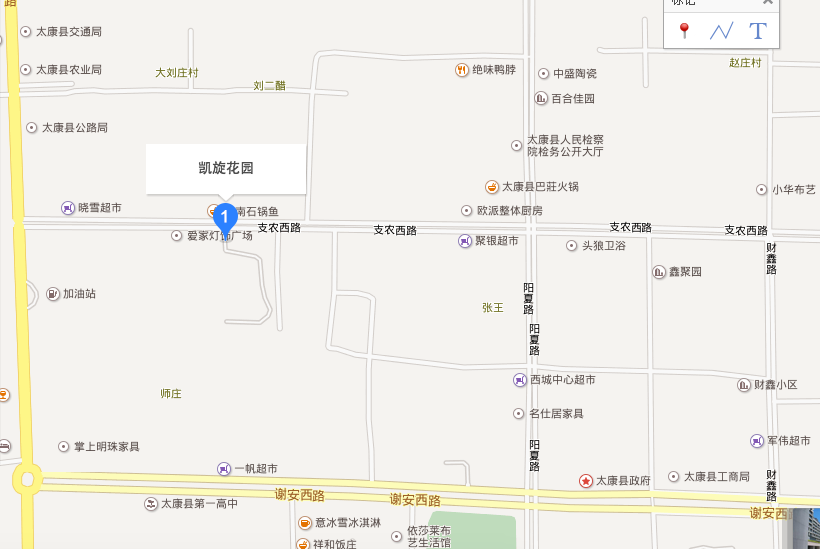 路
标记
太康县交通局
T
太康县农业局
大刘庄村
刘二醋
绝味鸭脖
中盛陶瓷
赵庄村
百合佳园
太康县公路局
太康县人民检察
院检务公开大厅
凯旋花园
太康县巴莊火锅
小华布艺
晓雪超市
1
南石锅鱼
欧派整体厨房
支农西路
支农西路
支农西路
支农西路
爱家灯饰广场
聚银超市
头狼卫浴
财鑫路
鑫聚园
加油站
阳夏路
张王
阳夏路
西城中心超市
财鑫小区
师庄
名仕居家具
掌上明珠家具
阳夏路
军伟超市
一帆超市
太康县政府
太康县工商局
财鑫路
谢安西路
谢安西路
谢安西
太康县第一高中
意冰雪冰淇淋
依莎莱布
艺生活馆
祥和饭庄